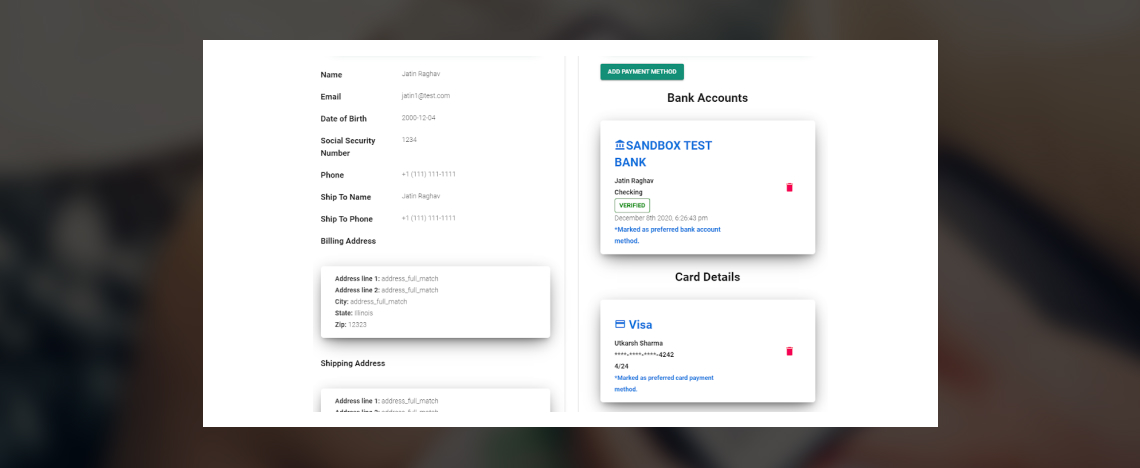 Name Jatin Raghav
Email jatin1@test.com
Date of Birth 2000-12-04
Social Security 1234
Number
Phone +1 (111) 111-1111
Ship To Name Jatin Raghav
Ship To Phone +1 (111) 111-1111
Billing Address
Address line 1: address_full_match
Address line 2: address_full_match
City: address_full_match
State: Illinois
Zip: 12323
Shipping Address
Address line 1: address_full_match
Address line 2: address_full_match
ADD PAYMENT METHOD
Bank Accounts
SANDBOX TEST
BANK
Jatin Raghav
Checking
VERIFIED
December 8th 2020, 6:26:43 pm
*Marked as preferred bank account
method.
Card Details
Visa
Utkarsh Sharma
****-****-****-4242
4/24
*Marked as preferred card payment
method.